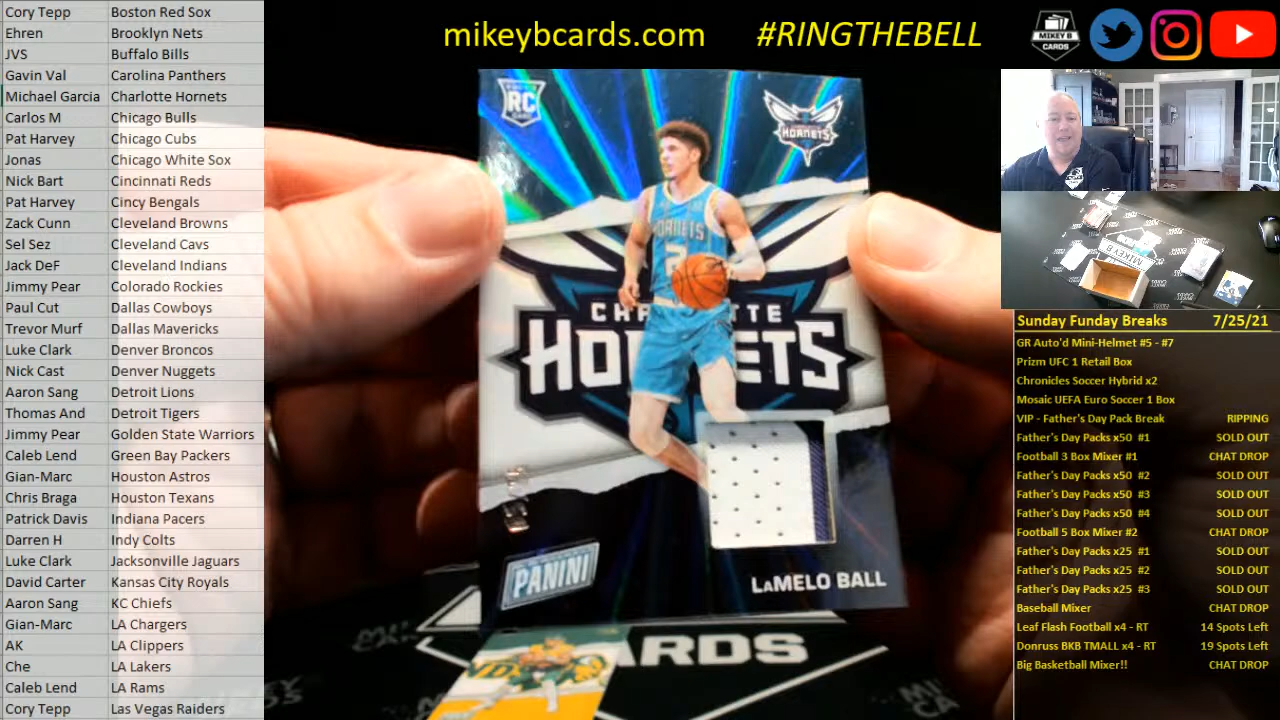 Cory Tepp Boston Red Sox
Ehren Brooklyn Nets
JVS Buffalo Bills
Gavin Val Carolina Panthers
Michael Garcia Charlotte Hornets
Carlos M Chicago Bulls
Pat Harvey Chicago Cubs
Jonas Chicago White Sox
Nick Bart Cincinnati Reds
Pat Harvey Cincy Bengals
Zack Cunn Cleveland Browns
Sel Sez Cleveland Cavs
Jack DeF Cleveland Indians
Jimmy Pear Colorado Rockies
Paul Cut Dallas Cowboys
Trevor Murf Dallas Mavericks
Luke Clark Denver Broncos
Nick Cast Denver Nuggets
Aaron Sang Detroit Lions
Thomas And Detroit Tigers
Jimmy Pear Golden State Warriors
Caleb Lend Green Bay Packers
Gian-Marc Houston Astros
Chris Braga Houston Texans
Patrick Davis Indiana Pacers
Darren H Indy Colts
Luke Clark Jacksonville Jaguars
David Carter Kansas City Royals
Aaron Sang KC Chiefs
Gian-Marc LA Chargers
AK LA Clippers
Che LA Lakers
Caleb Lend LA Rams
Cory Tepp Las Vegas Raiders
mikeybcards.com #RINGTHEBELL
MIKEY B
CARDS
RC
HORNETS
HORNETS
2
CHARLOTTE
HORNETS
PANINI
LaMELO BALL
ARDS
MIKEY B
Sunday Funday Breaks 7/25/21
GR Auto'd Mini-Helmet #5 - #7
Prizm UFC 1 Retail Box
Chronicles Soccer Hybrid x2
Mosaic UEFA Euro Soccer 1 Box
VIP - Father's Day Pack Break RIPPING
Father's Day Packs x50 #1 SOLD OUT
Football 3 Box Mixer #1 CHAT DROP
Father's Day Packs x50 #2 SOLD OUT
Father's Day Packs x50 #3 SOLD OUT
Father's Day Packs x50 #4 SOLD OUT
Football 5 Box Mixer #2 CHAT DROP
Father's Day Packs x25 #1 SOLD OUT
Father's Day Packs x25 #2 SOLD OUT
Father's Day Packs x25 #3 SOLD OUT
Baseball Mixer CHAT DROP
Leaf Flash Football x4 - RT 14 Spots Left
Donruss BKB TMALL x4 - RT 19 Spots Left
Big Basketball Mixer!! CHAT DROP